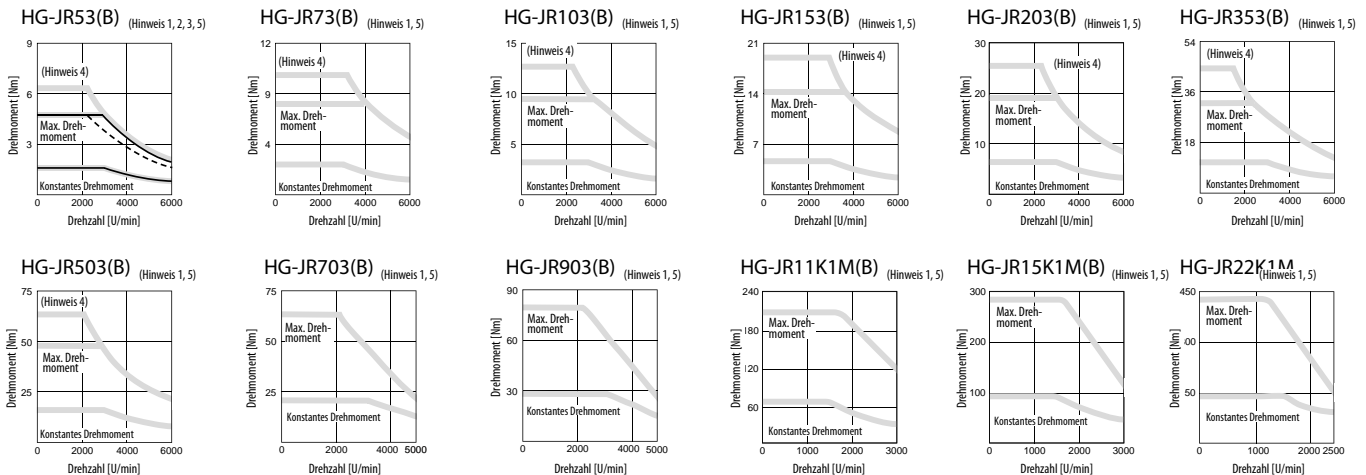 HG-JR53(B) (Hinweis 1, 2, 3, 5)
9
6
3
0
(Hinweis 4)
Max. Dreh-
moment
Konstantes Drehmoment
0 2000 4000 6000
Drehmoment [Nm]
Drehzahl [U/min]
HG-JR73(B) (Hinweis 1, 5)
12
9
4
(Hinweis 4)
Max. Dreh-
moment
Konstantes Drehmoment
0 2000 4000 6000
Drehmoment [Nm]
Drehzahl [U/min]
HG-JR103(B) (Hinweis 1, 5)
15
10
5
0
(Hinweis 4)
Max. Dreh-
moment
Konstantes Drehmoment
0 2000 4000 6000
Drehmoment [Nm]
Drehzahl [U/min]
HG-JR153(B) (Hinweis 1, 5)
21
14
7
(Hinweis 4)
Max. Dreh-
moment
Konstantes Drehmoment
0 2000 4000 6000
Drehmoment [Nm]
Drehzahl [U/min]
HG-JR203(B) (Hinweis 1, 5)
30
20
10
0
(Hinweis 4)
Max. Dreh-
moment
Konstantes Drehmoment
0 2000 4000 6000
Drehmoment [Nm]
Drehzahl [U/min]
HG-JR353(B) (Hinweis 1, 5)
54
36
18
(Hinweis 4)
Max. Dreh-
moment
Konstantes Drehmoment
0 2000 4000 6000
Drehmoment [Nm]
Drehzahl [U/min]
HG-JR503(B) (Hinweis 1, 5)
75
50
25
(Hinweis 4)
Max. Dreh-
moment
Konstantes Drehmoment
0 2000 4000 6000
Drehmoment [Nm]
Drehzahl [U/min]
HG-JR703(B) (Hinweis 1, 5)
75
50
25
Max. Dreh-
moment
Konstantes Drehmoment
0 2000 4000 5000
Drehmoment [Nm]
Drehzahl [U/min]
HG-JR903(B) (Hinweis 1, 5)
90
60
30
Max. Dreh-
moment
Konstantes Drehmoment
0 2000 4000 5000
Drehmoment [Nm]
Drehzahl [U/min]
HG-JR11K1M(B) (Hinweis 1, 5)
240
180
120
60
Max. Dreh-
moment
Konstantes Drehmoment
0 1000 2000 3000
Drehmoment [Nm]
Drehzahl [U/min]
HG-JR15K1M(B) (Hinweis 1, 5)
300
200
100
Max. Dreh-
moment
Konstantes Drehmoment
0 1000 2000 3000
Drehmoment [Nm]
Drehzahl [U/min]
HG-JR22K1M (Hinweis 1, 5)
450
00
50
Max. Dreh-
moment
Konstantes Drehmoment
0 1000 2000 2500
Drehmoment [Nm]
Drehzahl [U/min]